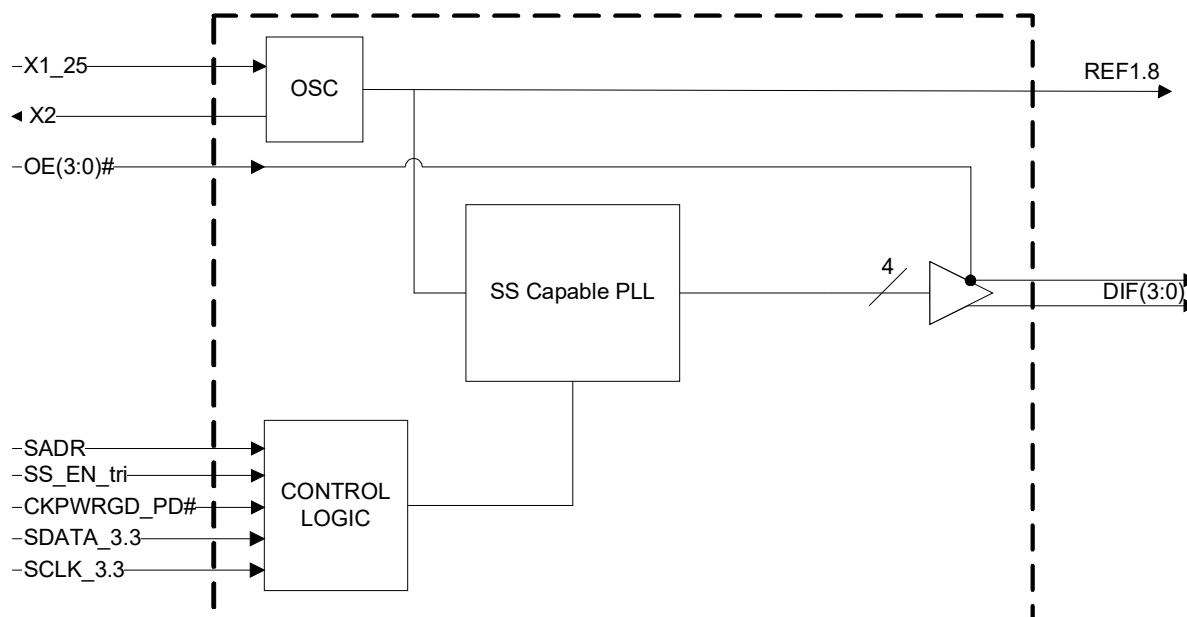 X1_25
OSC
REF1.8
X2
OE(3:0)#
4
SS Capable PLL
DIF(3:0)
SADR
SS_EN_tri
CKPWRGD_PD#
SDATA_3.3
SCLK_3.3
CONTROL
LOGIC